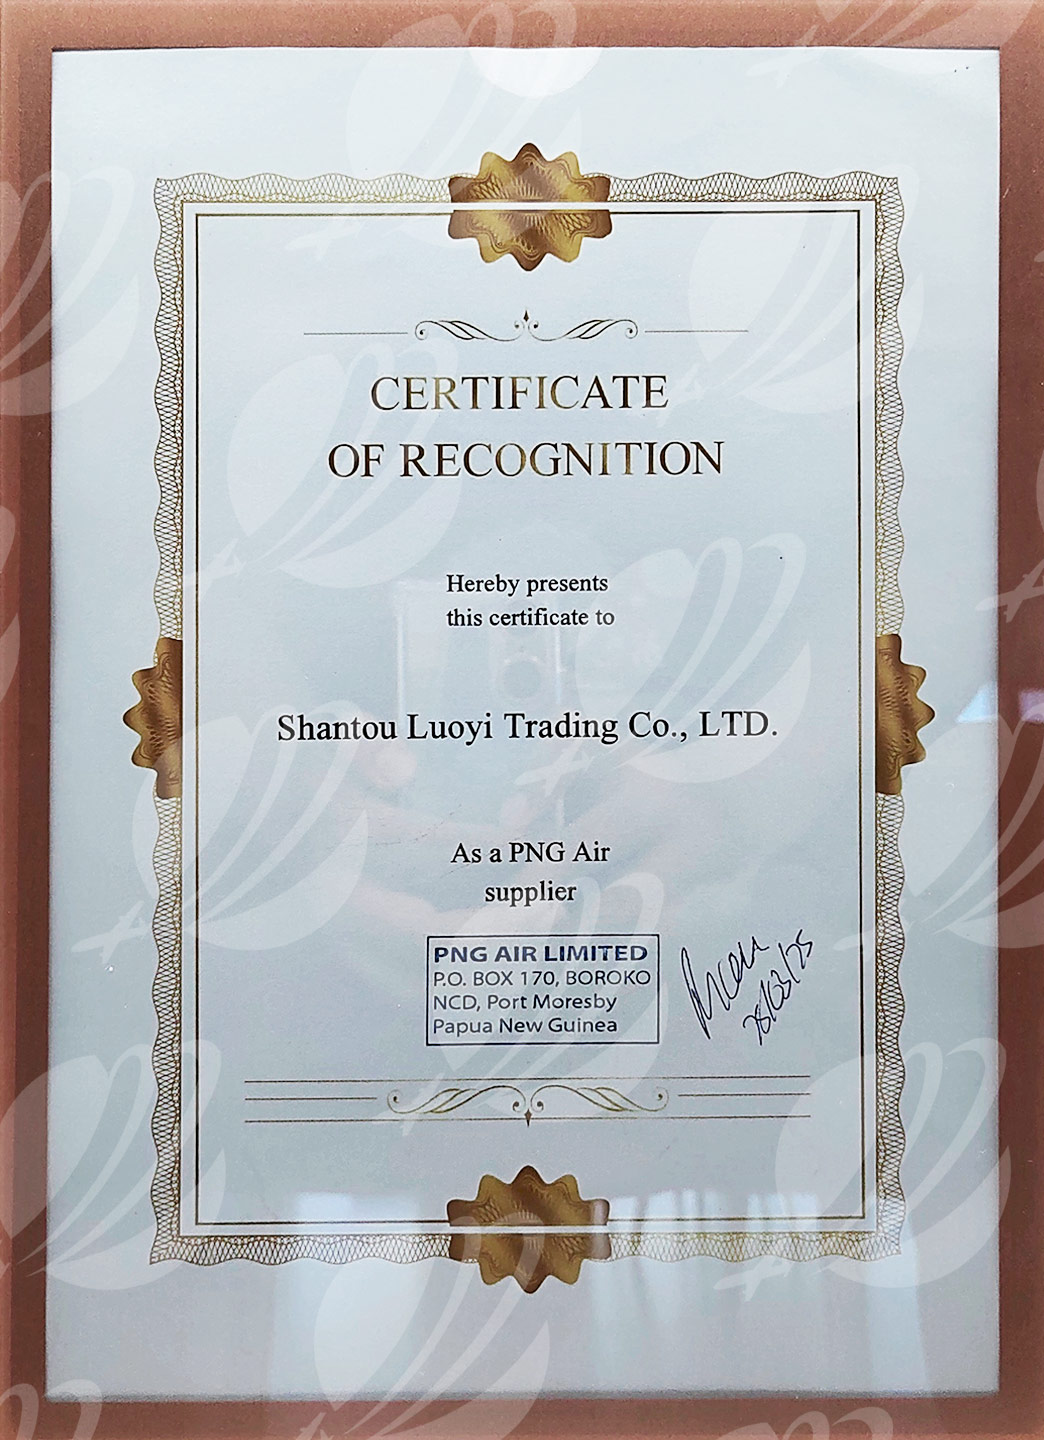 CERTIFICATE
OF RECOGNITION
Hereby presents
this certificate to
Shantou Luoyi Trading Co., LTD.
As a PNG Air
supplier
PNG AIR LIMITED
P.O. BOX 170, BOROKO
NCD, Port Moresby
Papua New Guinea